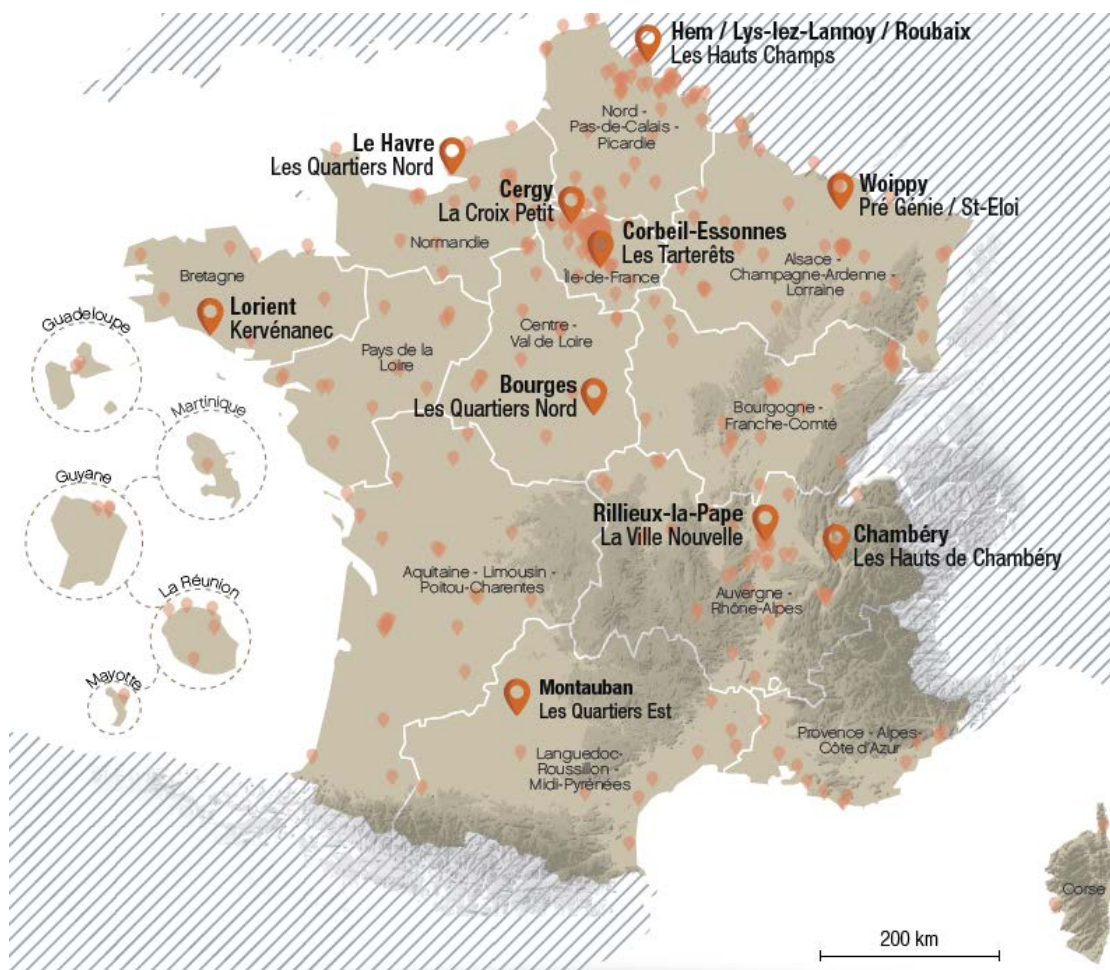 Hem / Lys-lez-Lannoy / Roubaix
Les Hauts Champs
Nord -
Pas-de-Calais -
Picardie
Le Havre
Les Quartiers Nord
Cergy
La Croix Petit
Woippy
Pré Génie / St-Eloi
Corbeil-Essonnes
Les Tarterêts
Île-de-France
Normandie
Alsace -
Champagne-Ardenne -
Lorraine
Bretagne
Lorient
Kervénanec
Guadeloupe
Centre -
Val de Loire
Pays de la
Loire
Bourges
Les Quartiers Nord
Martinique
Bourgogne -
Franche-Comté
Guyane
Rillieux-la-Pape
La Ville Nouvelle
Chambéry
Les Hauts de Chambéry
Aquitaine - Limousin -
Poitou-Charentes
Auvergne -
Rhône-Alpes
La Réunion
Mayotte
Montauban
Les Quartiers Est
Provence - Alpes-
Côte d'Azur
Languedoc-
Roussillon -
Midi-Pyrénées
Corse
200 km